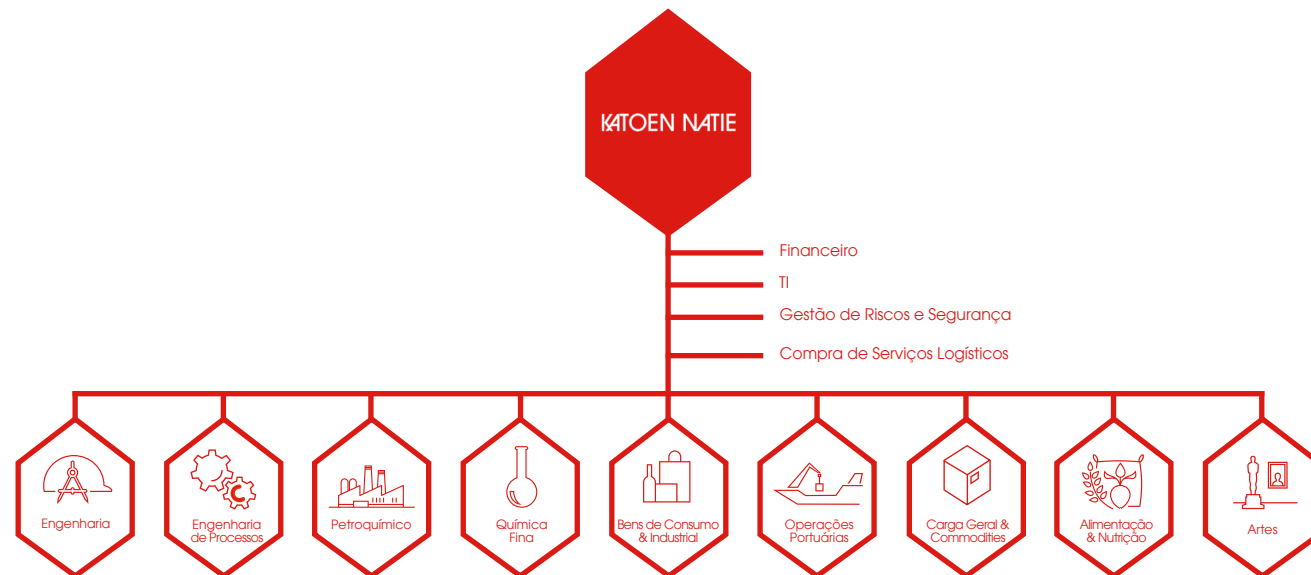 KATOEN NATIE
Financeiro
TI
Gestão de Riscos e Segurança
Compra de Serviços Logísticos
Engenharia
Engenharia
de Processos
Petroquímico
Química
Fina
Bens de Consumo
& Industrial
Operações
Portuárias
Carga Geral &
Commodities
Alimentação
& Nutrição
Artes